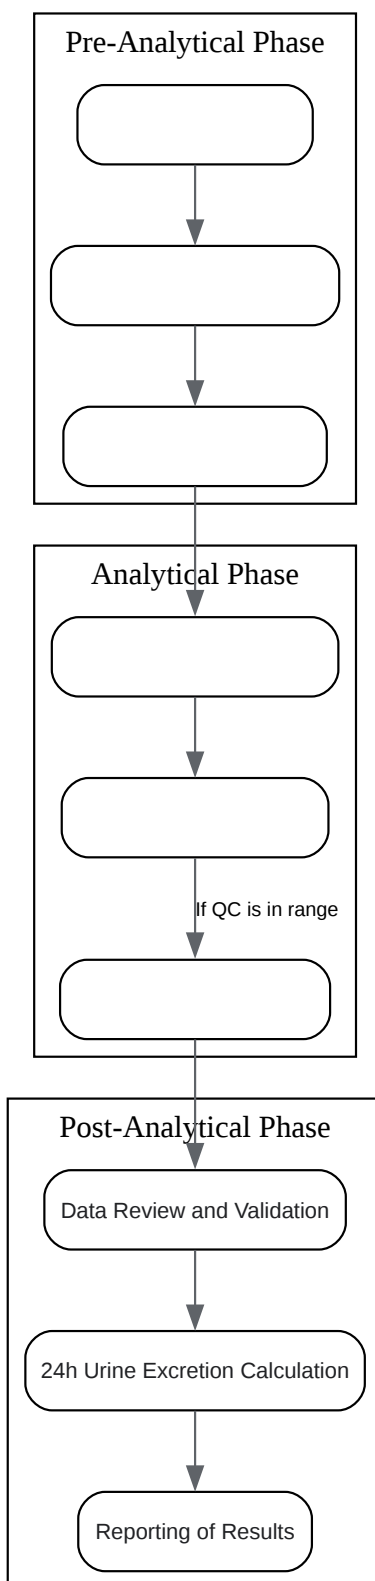 Pre-Analytical Phase
Analytical Phase
If QC is in range
Post-Analytical Phase
Data Review and Validation
24h Urine Excretion Calculation
Reporting of Results